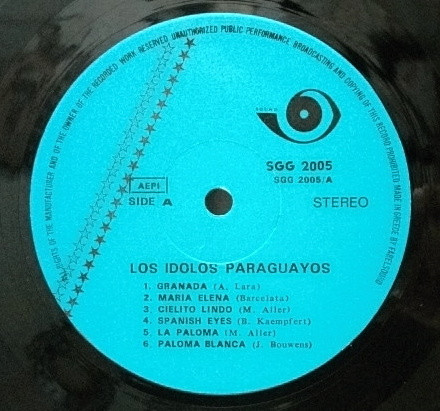 ALL RIGHTS OF THE MANUFACTURER AND OF THE OWNER OF THE RECORDED WORK RESERVED UNAUTHORIZED PUBLIC PERFORMANCE BROADCASTING AND COPYING OF THIS RECORD PROHIBITED MADE IN GREECE BY FABELSOUND
SGG 2005
SGG 2005/A
AEPI
SIDE A
STEREO
LOS IDOLOS PARAGUAYOS
1. GRANADA (A. Lara)
2. MARIA ELENA (Barcelata)
3. CIELITO LINDO (M. Aller)
4. SPANISH EYES (B. Kaempfert)
5. LA PALOMA (M. Aller)
6. PALOMA BLANCA (J. Bouwens)